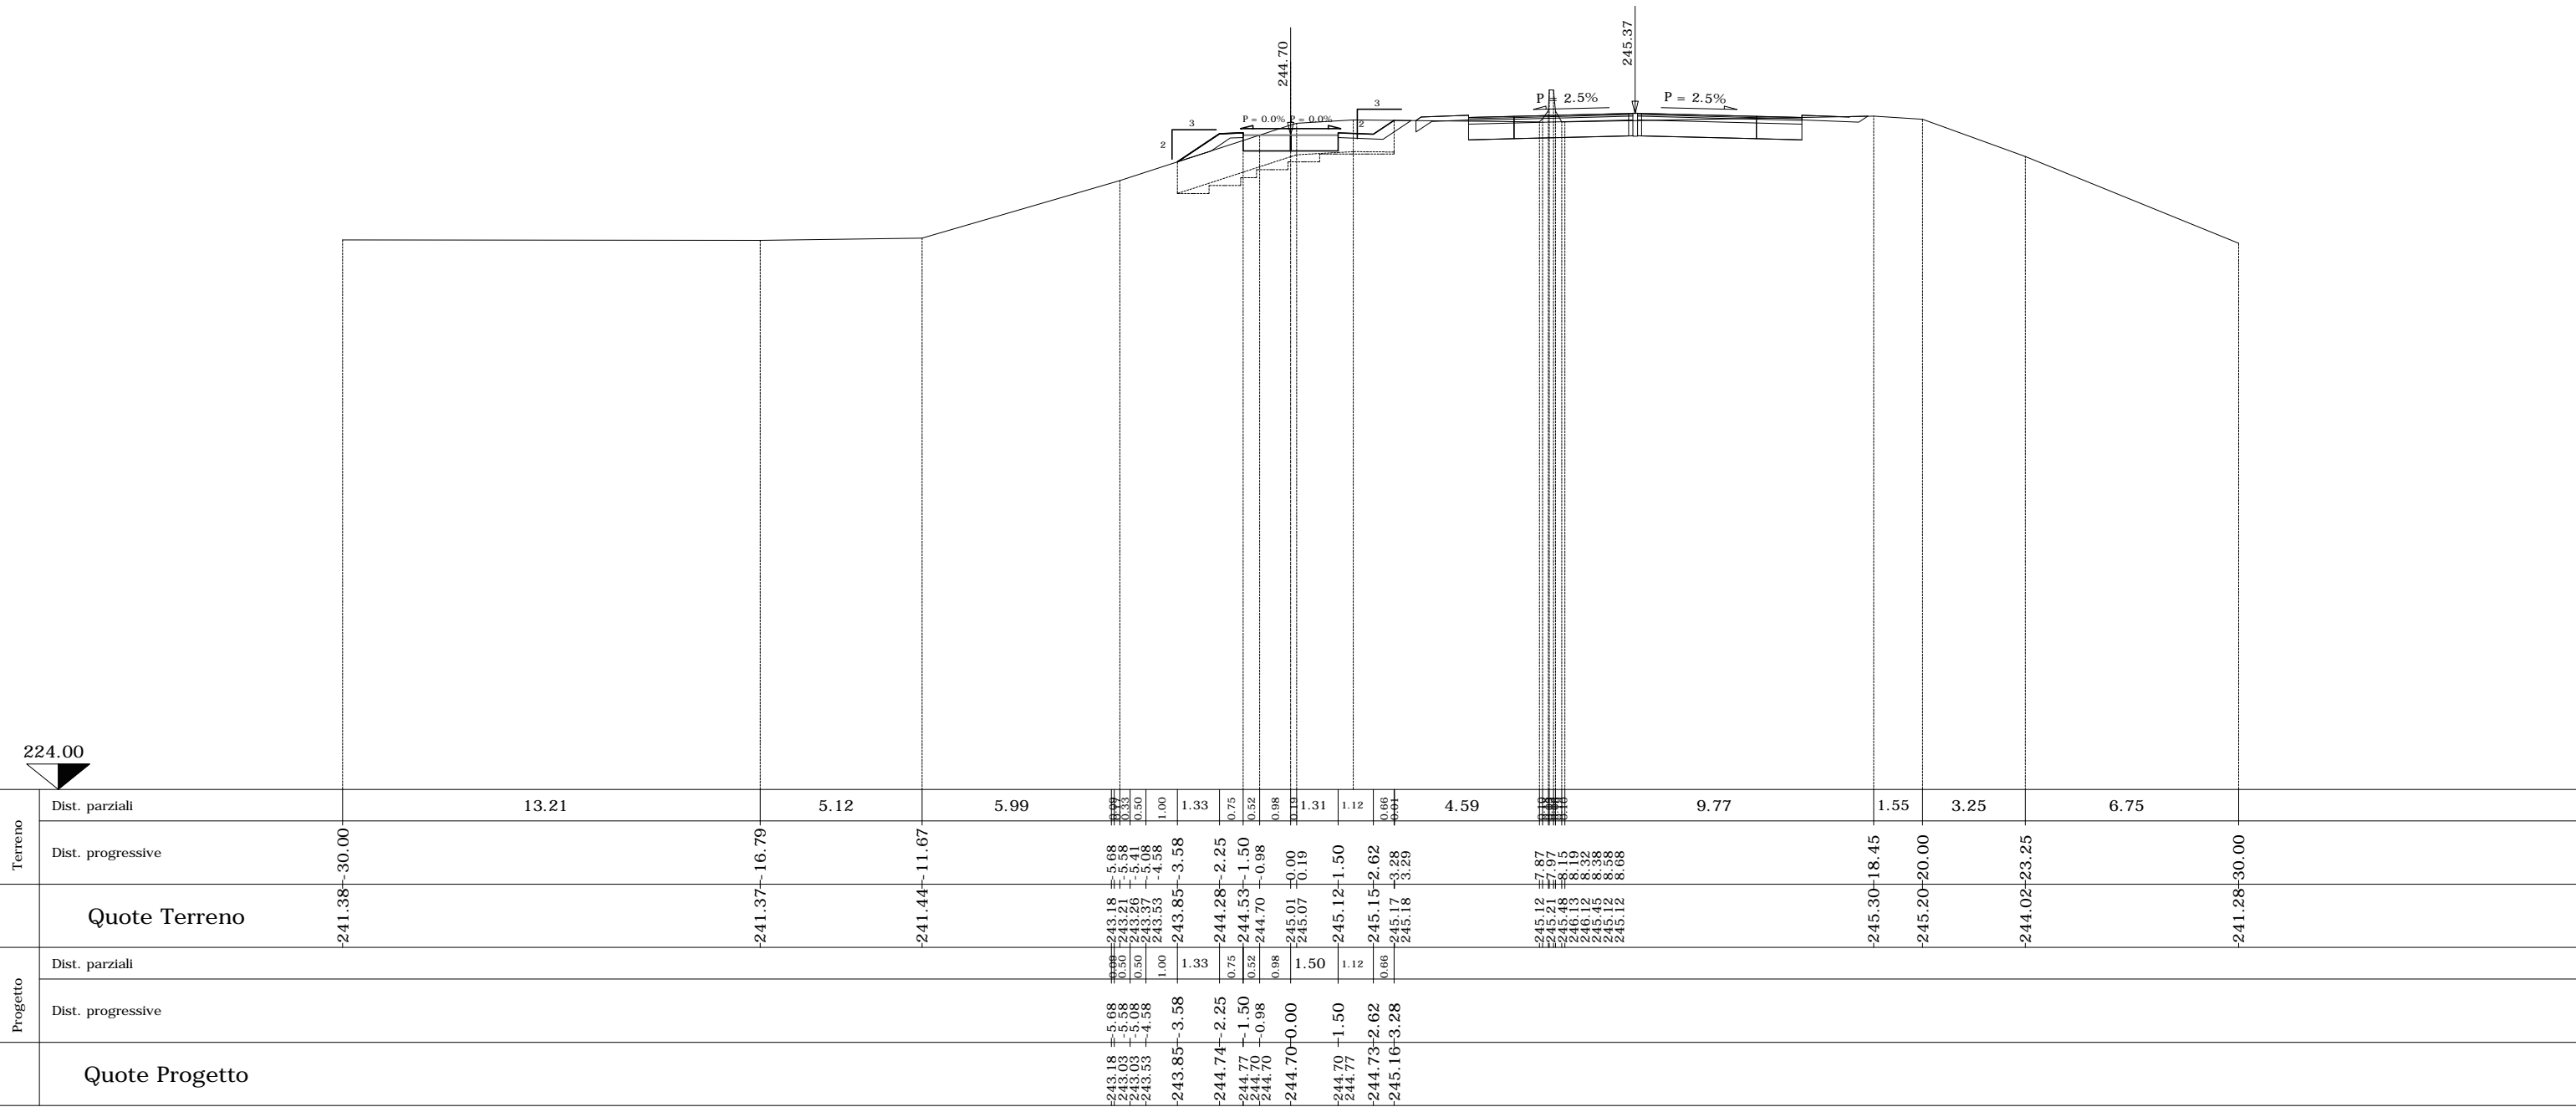 245.37
244.70
P = 2.5% P = 2.5%
3
P = 0.0% P = 0.0%
3
2
2
224.00
Terreno
Dist. parziali 13.21 5.12 5.99 0.09 0.33 0.50 1.00 1.33 0.75 0.52 0.98 0.19 1.31 1.12 0.66 0.01 4.59 9.77 1.55 3.25 6.75
Dist. progressive -30.00 -16.79 -11.67 -5.68 -5.58 -5.41 -5.08 -4.58 -3.58 -2.25 -1.50 -0.98 0.00 0.19 1.50 2.62 3.28 3.29 7.87 7.97 8.15 8.19 8.32 8.38 8.58 8.68 18.45 20.00 23.25 30.00
Quote Terreno 241.38 241.37 241.44 243.18 243.21 243.26 243.37 243.53 243.85 244.28 244.53 244.70 245.01 245.07 245.12 245.15 245.17 245.18 245.12 245.21 245.48 246.13 246.12 245.45 245.12 245.12 245.30 245.20 244.02 241.28
Progetto
Dist. parziali 0.09 0.50 0.50 1.00 1.33 0.75 0.52 0.98 1.50 1.12 0.66
Dist. progressive -5.68 -5.58 -5.08 -4.58 -3.58 -2.25 -1.50 -0.98 0.00 1.50 2.62 3.28
Quote Progetto 243.18 243.03 243.03 243.53 243.85 244.74 244.77 244.70 244.70 244.70 244.70 244.77 244.73 245.16